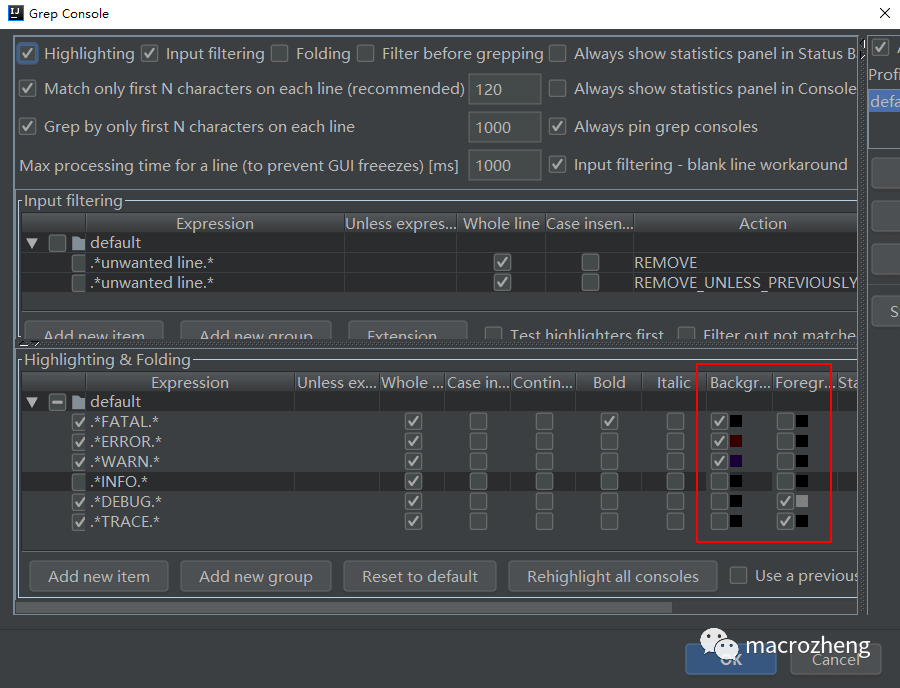 Grep Console
Highlighting Input filtering Folding Filter before grepping Always show statistics panel in Status B
Match only first N characters on each line (recommended) 120 Always show statistics panel in Console
Profi
defa
Grep by only first N characters on each line 1000 Always pin grep consoles
Max processing time for a line (to prevent GUI freeezes) [ms] 1000 Input filtering - blank line workaround
Input filtering
Expression Unless expres... Whole line Case insen... Action
default
.*unwanted line.* REMOVE
.*unwanted line.* REMOVE_UNLESS_PREVIOUSLY
Add new item Add new group Extension Test highlighters first Filter out not matche
S
Highlighting & Folding
Expression Unless ex... Whole ... Case in... Contin... Bold Italic Backgr... Foregr... Sta
default
.*FATAL.*
.*ERROR.*
.*WARN.*
.*INFO.*
.*DEBUG.*
.*TRACE.*
Add new item Add new group Reset to default Rehighlight all consoles Use a previous
macrozheng
OK Cancel